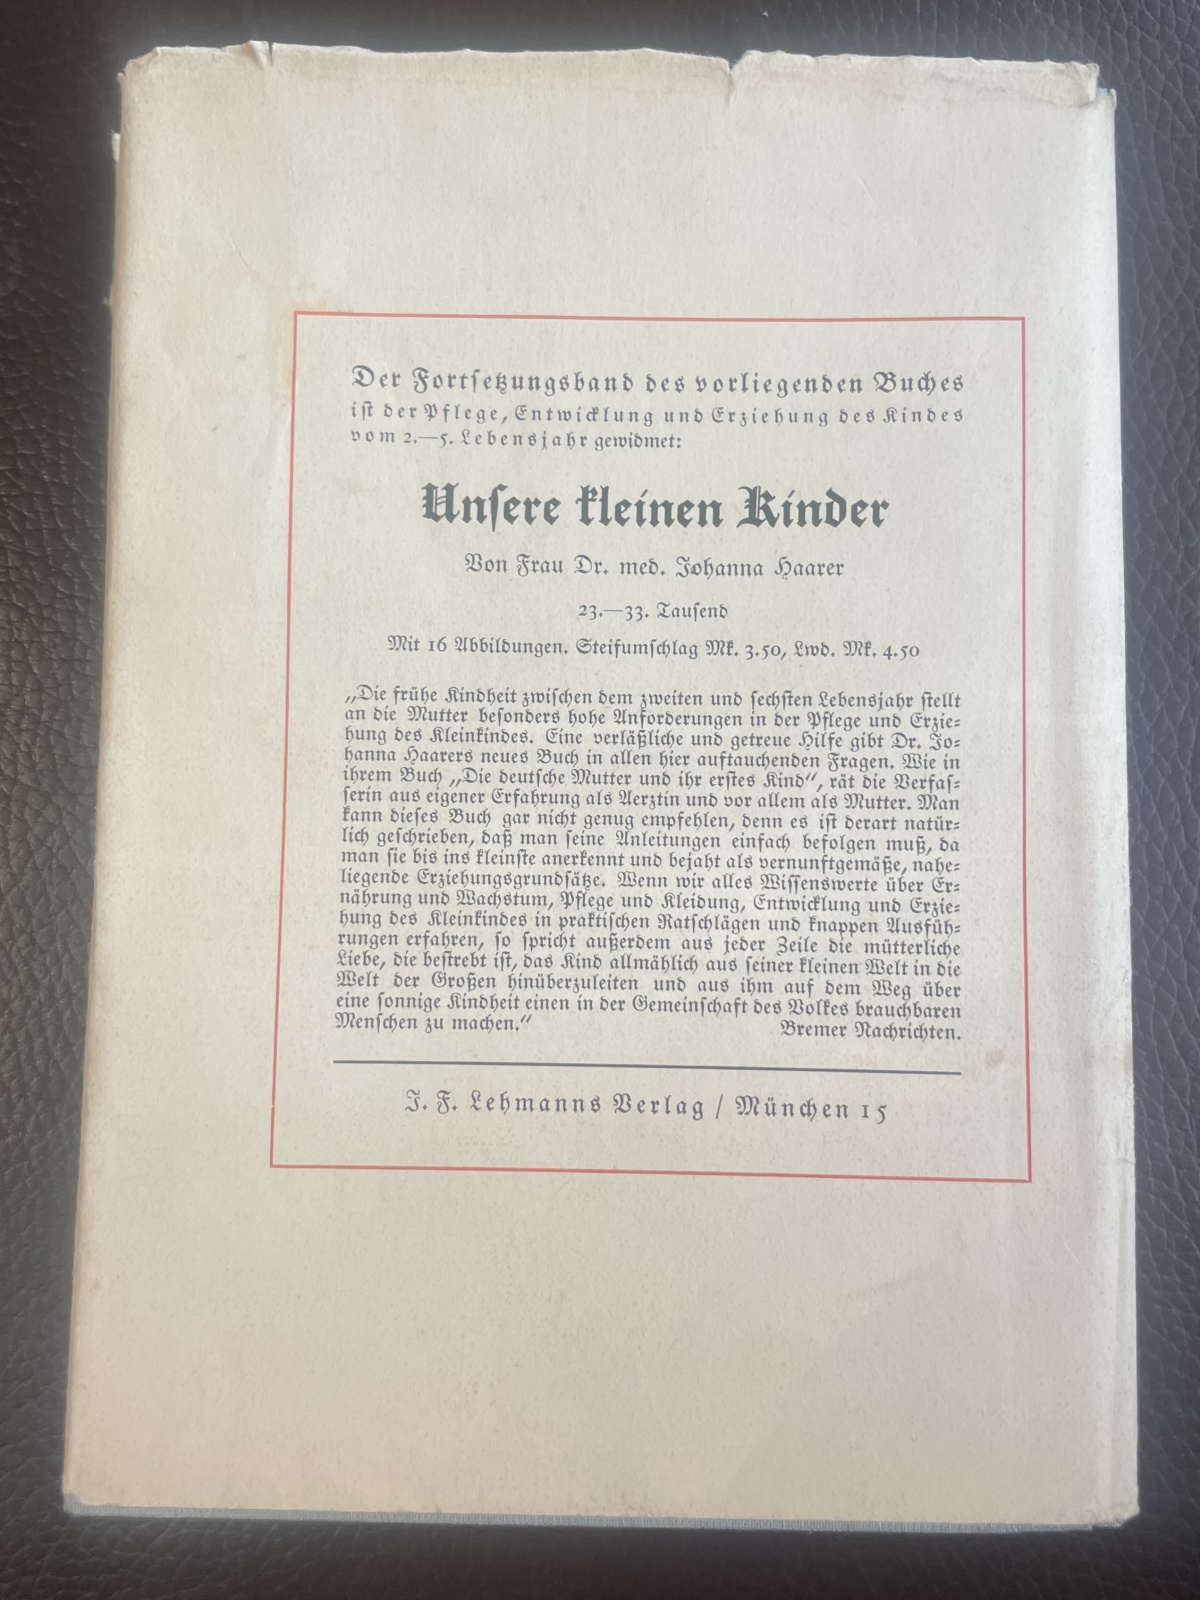 Der Fortsetzungsband des vorliegenden Buches
ist der Pflege, Entwicklung und Erziehung des Kindes
vom 2.—5. Lebensjahr gewidmet:
Unsere kleinen Kinder
Von Frau Dr. med. Johanna Haarer
23.—33. Tausend
Mit 16 Abbildungen. Steifumschlag Mk. 3.50, Lwd. Mk. 4.50
„Die frühe Kindheit zwischen dem zweiten und sechsten Lebensjahr stellt
an die Mutter besonders hohe Anforderungen in der Pflege und Erzie-
hung des Kleinkindes. Eine verläßliche und getreue Hilfe gibt Dr. Jo-
hanna Haarers neues Buch in allen hier auftauchenden Fragen. Wie in
ihrem Buch „Die deutsche Mutter und ihr erstes Kind“, rät die Verfas-
serin aus eigener Erfahrung als Aerztin und vor allem als Mutter. Man
kann dieses Buch gar nicht genug empfehlen, denn es ist derart natür-
lich geschrieben, daß man seine Anleitungen einfach befolgen muß, da
man sie bis ins kleinste anerkennt und bejaht als vernunftgemäße, nahe-
liegende Erziehungsgrundsätze. Wenn wir alles Wissenswerte über Er-
nährung und Wachstum, Pflege und Kleidung, Entwicklung und Erzie-
hung des Kleinkindes in praktischen Ratschlägen und knappen Ausfüh-
rungen erfahren, so spricht außerdem aus jeder Zeile die mütterliche
Liebe, die bestrebt ist, das Kind allmählich aus seiner kleinen Welt in die
Welt der Großen hinüberzuleiten und aus ihm auf dem Weg über
eine sonnige Kindheit einen in der Gemeinschaft des Volkes brauchbaren
Menschen zu machen.“ Bremer Nachrichten.
J. F. Lehmanns Verlag / München 15